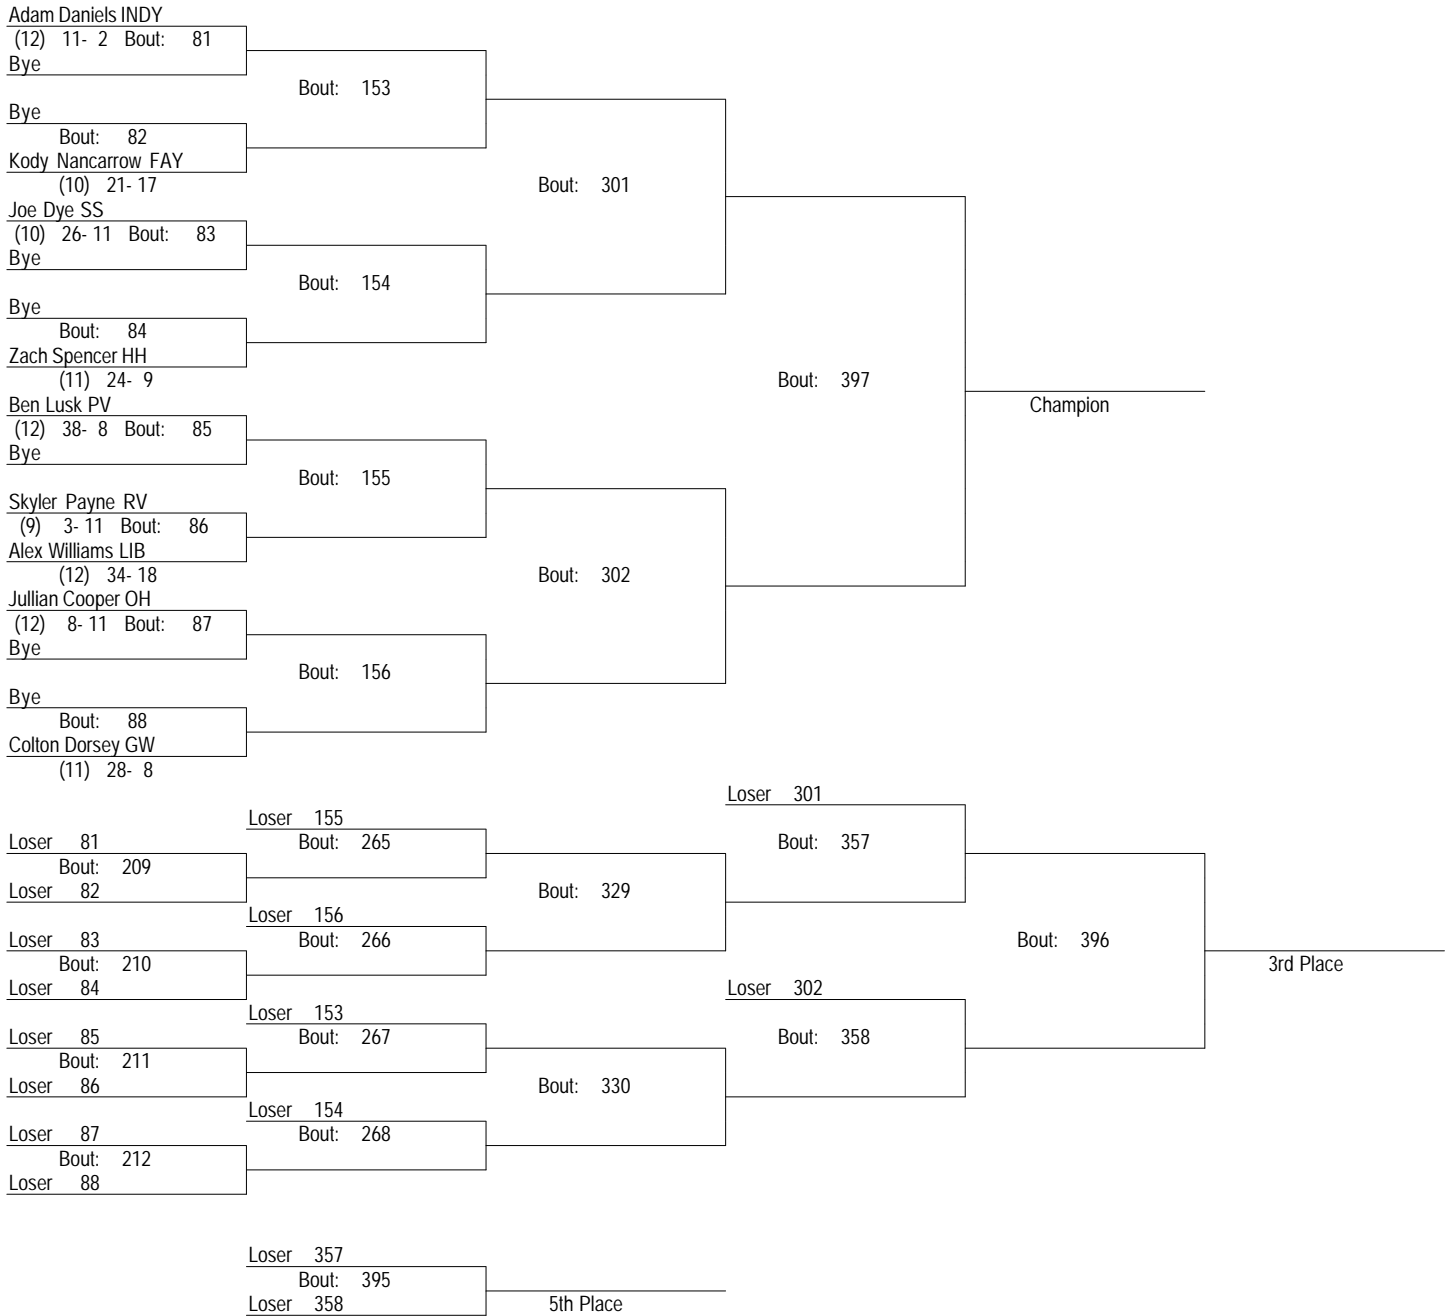 Adam Daniels INDY
(12) 11- 2 Bout: 81
Bye
Bout: 153
Bye
Bout: 82
Kody Nancarrow FAY
(10) 21- 17
Bout: 301
Joe Dye SS
(10) 26- 11 Bout: 83
Bye
Bout: 154
Bye
Bout: 84
Zach Spencer HH
(11) 24- 9
Bout: 397
Champion
Ben Lusk PV
(12) 38- 8 Bout: 85
Bye
Bout: 155
Skyler Payne RV
(9) 3- 11 Bout: 86
Alex Williams LIB
(12) 34- 18
Bout: 302
Jullian Cooper OH
(12) 8- 11 Bout: 87
Bye
Bout: 156
Bye
Bout: 88
Colton Dorsey GW
(11) 28- 8
Loser 301
Loser 155
Loser 81
Bout: 265
Bout: 357
Bout: 209
Loser 82
Bout: 329
Loser 156
Loser 83
Bout: 266
Bout: 396
Bout: 210
3rd Place
Loser 84
Loser 302
Loser 153
Loser 85
Bout: 267
Bout: 358
Bout: 211
Loser 86
Bout: 330
Loser 154
Loser 87
Bout: 268
Bout: 212
Loser 88
Loser 357
Bout: 395
Loser 358
5th Place